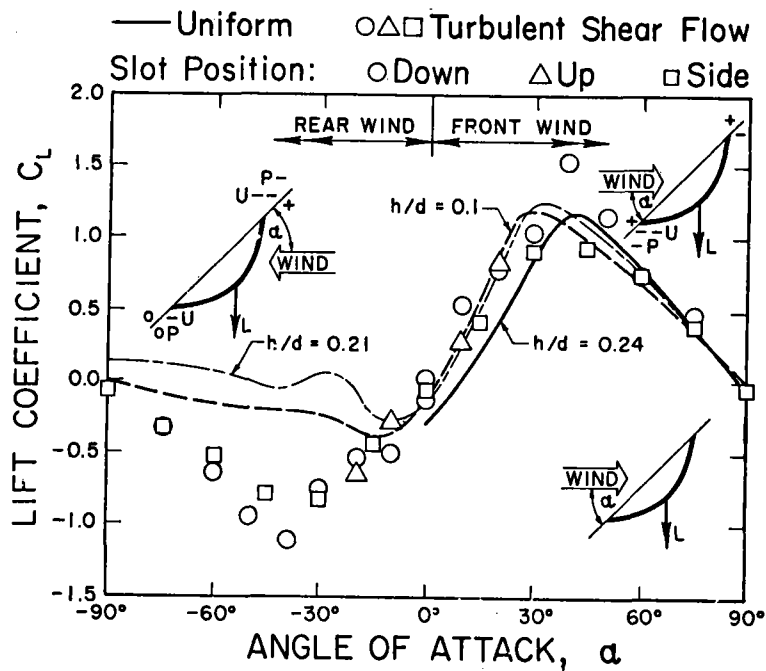 Uniform ○△□ Turbulent Shear Flow
Slot Position: ○ Down △ Up □ Side
LIFT COEFFICIENT, C_L
2.0
1.5
1.0
0.5
0.0
-0.5
-1.0
-1.5
REAR WIND FRONT WIND
P-
U--
+
α
WIND
o -U
oP
L
+
-
WIND
α
+ --U
-P
L
h/d = 0.1
h/d = 0.21
h/d = 0.24
WIND
α
L
-90° -60° -30° 0° 30° 60° 90°
ANGLE OF ATTACK, α